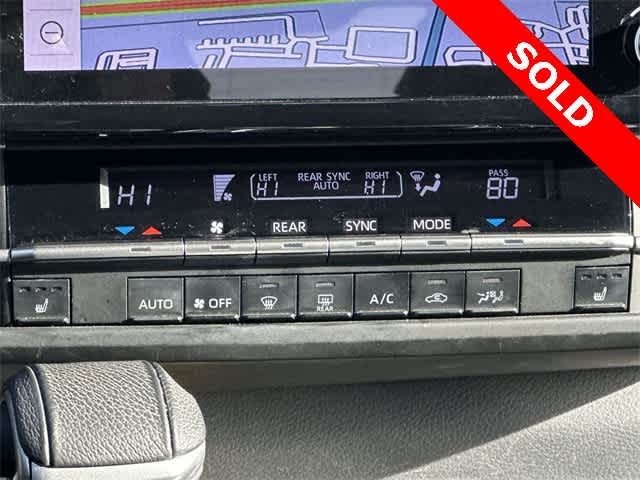 SOLD
PASS
LEFT REAR SYNC RIGHT
HI HI AUTO HI 80
REAR SYNC MODE
AUTO OFF A/C
REAR